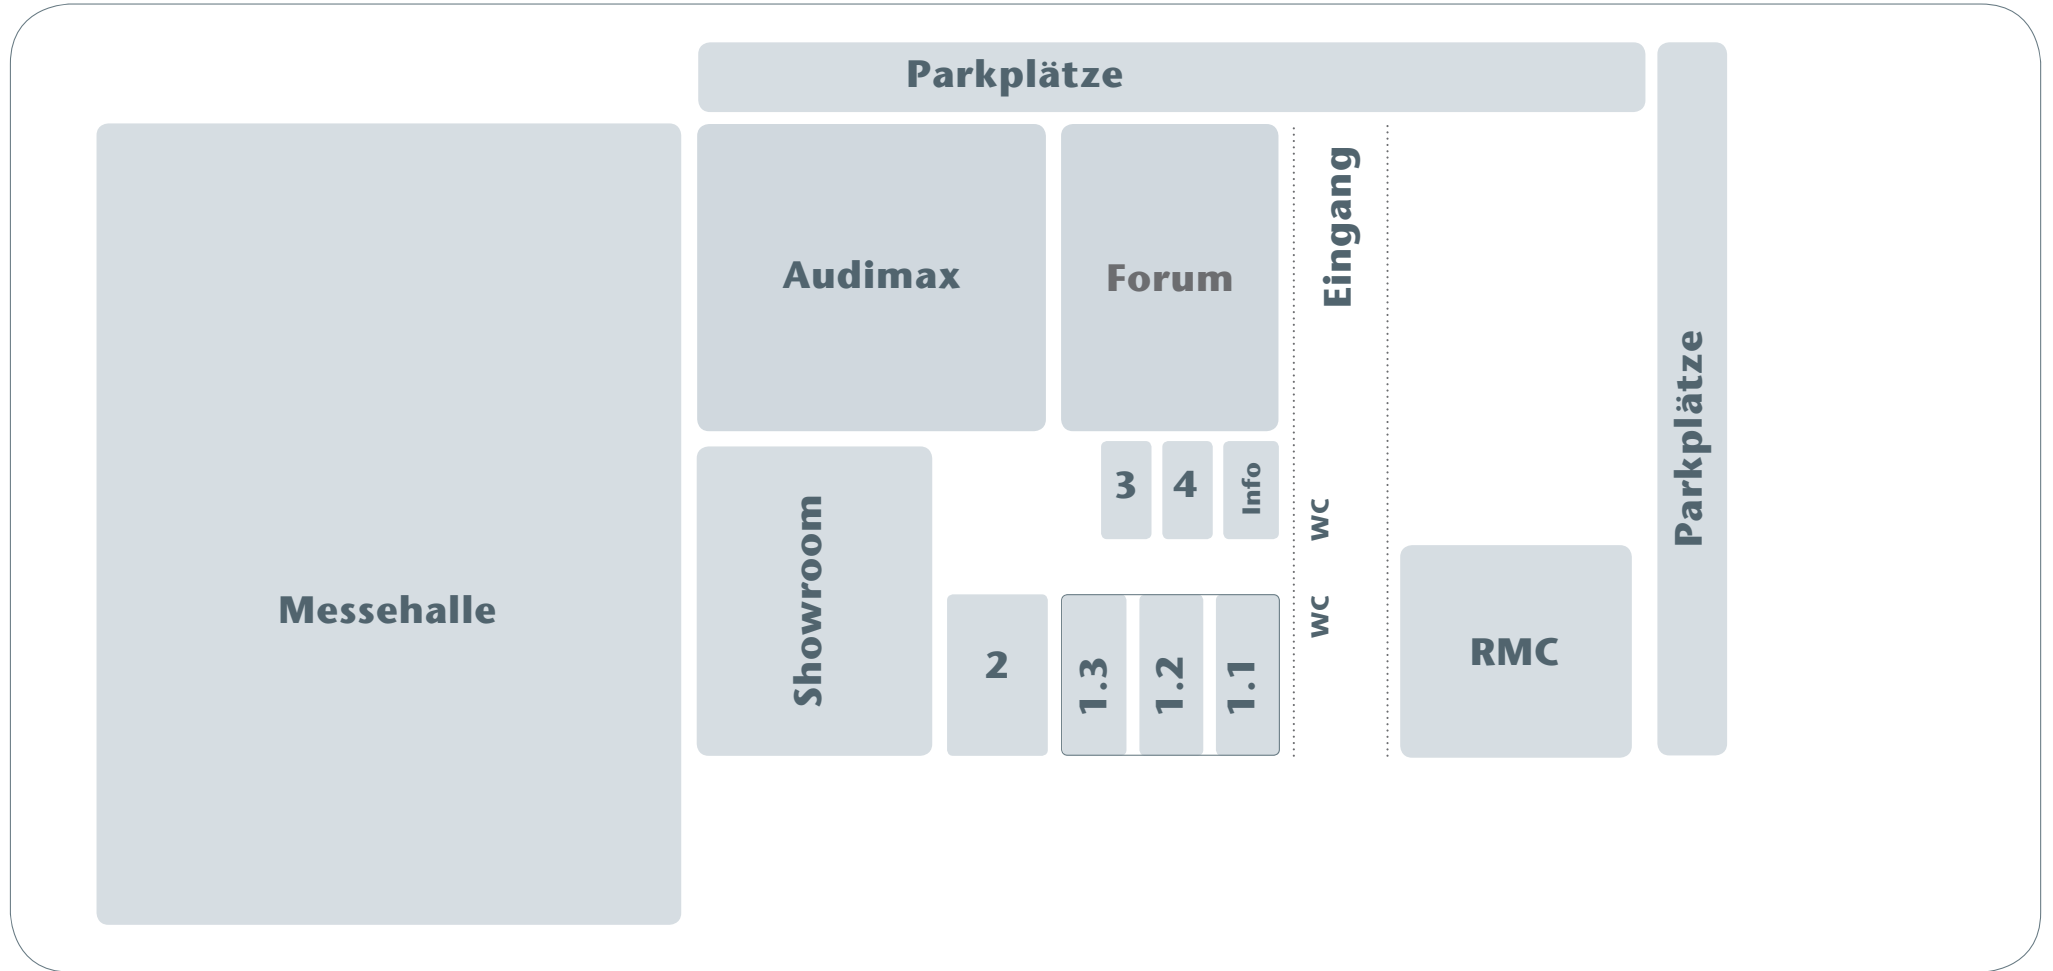 Parkplätze
Audimax
Forum
Eingang
Parkplätze
3
4
Info
WC
Messehalle
Showroom
2
1.3
1.2
1.1
WC
RMC